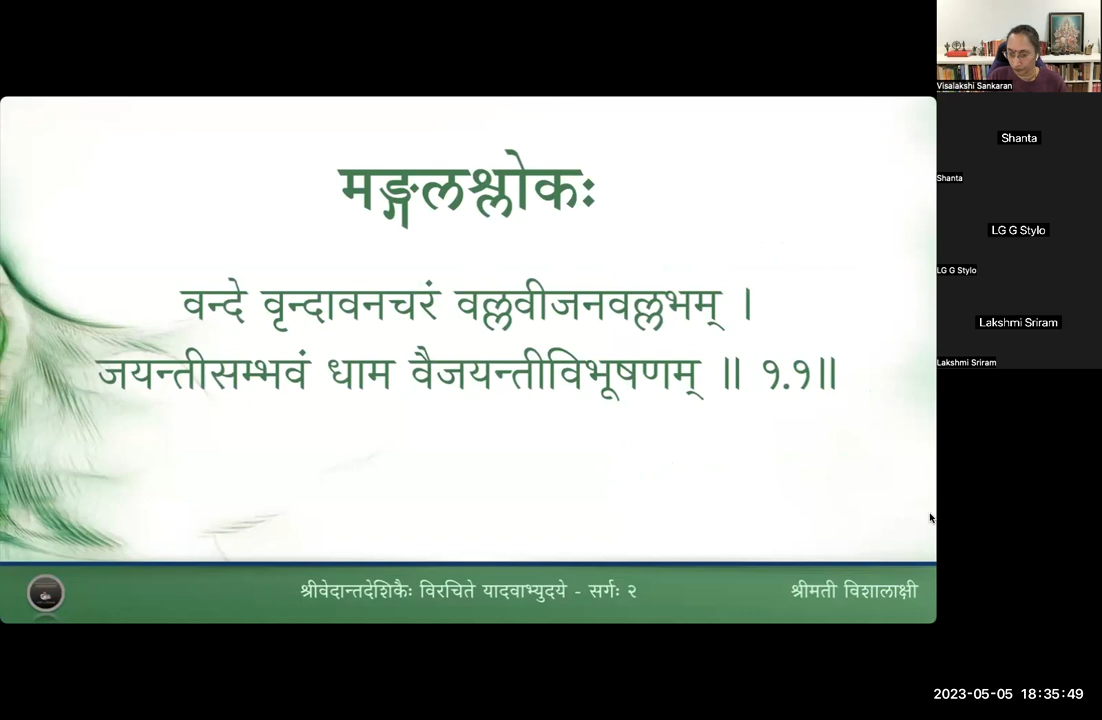 मङ्गलश्लोकः
वन्दे वृन्दावनचरं वल्लवीजनवल्लभम् ।
जयन्तीसम्भवं धाम वैजयन्तीविभूषणम् ॥ १.१॥
श्रीवेदान्तदेशिकैः विरचिते यादवाभ्युदये - सर्गः २
श्रीमती विशालाक्षी
Visalakshi Sankaran
Shanta
Shanta
LG G Stylo
LG G Stylo
Lakshmi Sriram
Lakshmi Sriram
2023-05-05 18:35:49